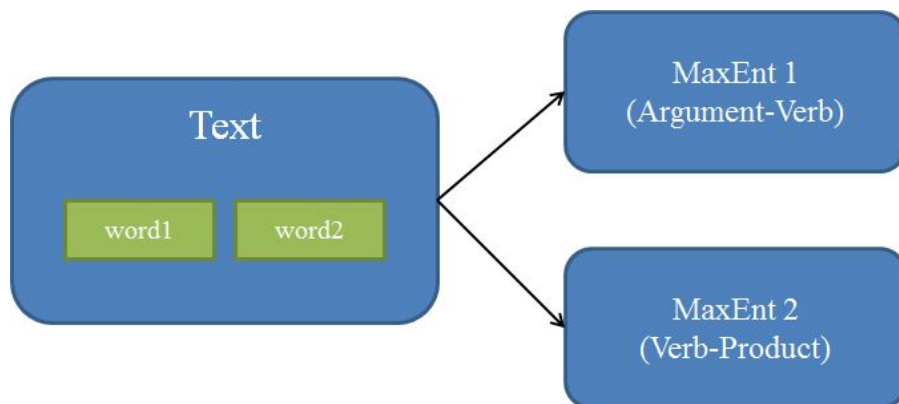 Text
word1
word2
MaxEnt 1
(Argument-Verb)
MaxEnt 2
(Verb-Product)